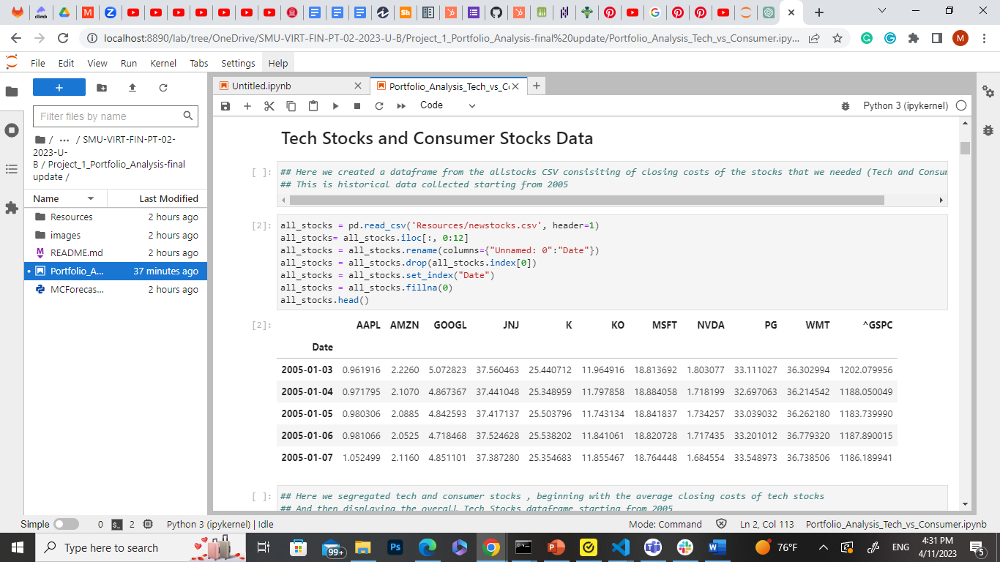 climb
localhost:8890/lab/tree/OneDrive/SMU-VIRT-FIN-PT-02-2023-U-B/Project_1_Portfolio_Analysis-final%20update/Portfolio_Analysis_Tech_vs_Consumer.ipy...
M
File Edit View Run Kernel Tabs Settings Help
Untitled.ipynb
Portfolio_Analysis_Tech_vs_C
Code
Python 3 (ipykernel)
Filter files by name
/ ... / SMU-VIRT-FIN-PT-02-
2023-U-
B / Project_1_Portfolio_Analysis-final
update /
Name Last Modified
Resources 2 hours ago
images 2 hours ago
README.md 2 hours ago
Portfolio_A... 37 minutes ago
MCForecas... 2 hours ago
Tech Stocks and Consumer Stocks Data
[ ]:
## Here we created a dataframe from the allstocks CSV consisiting of closing costs of the stocks that we needed (Tech and Consum
## This is historical data collected starting from 2005
[2]:
all_stocks = pd.read_csv('Resources/newstocks.csv', header=1)
all_stocks= all_stocks.iloc[:, 0:12]
all_stocks = all_stocks.rename(columns={"Unnamed: 0":"Date"})
all_stocks = all_stocks.drop(all_stocks.index[0])
all_stocks = all_stocks.set_index("Date")
all_stocks = all_stocks.fillna(0)
all_stocks.head()
[2]:
AAPL AMZN GOOGL JNJ K KO MSFT NVDA PG WMT ^GSPC
Date
2005-01-03 0.961916 2.2260 5.072823 37.560463 25.440712 11.964916 18.813692 1.803077 33.111027 36.302994 1202.079956
2005-01-04 0.971795 2.1070 4.867367 37.441048 25.348959 11.797858 18.884058 1.718199 32.697063 36.214542 1188.050049
2005-01-05 0.980306 2.0885 4.842593 37.417137 25.503796 11.743134 18.841837 1.734257 33.039032 36.262180 1183.739990
2005-01-06 0.981066 2.0525 4.718468 37.524628 25.538202 11.841061 18.820728 1.717435 33.201012 36.779320 1187.890015
2005-01-07 1.052499 2.1160 4.851101 37.387280 25.354683 11.855467 18.764448 1.684554 33.548973 36.738506 1186.189941
[ ]:
## Here we segregated tech and consumer stocks , beginning with the average closing costs of tech stocks
## And then displaying the overall Tech Stocks dataframe starting from 2005
Simple 0 2 Python 3 (ipykernel) | Idle
Mode: Command Ln 2, Col 113 Portfolio_Analysis_Tech_vs_Consumer.ipynb
Type here to search
99+
Ps
76°F
ENG
4:31 PM
4/11/2023
5